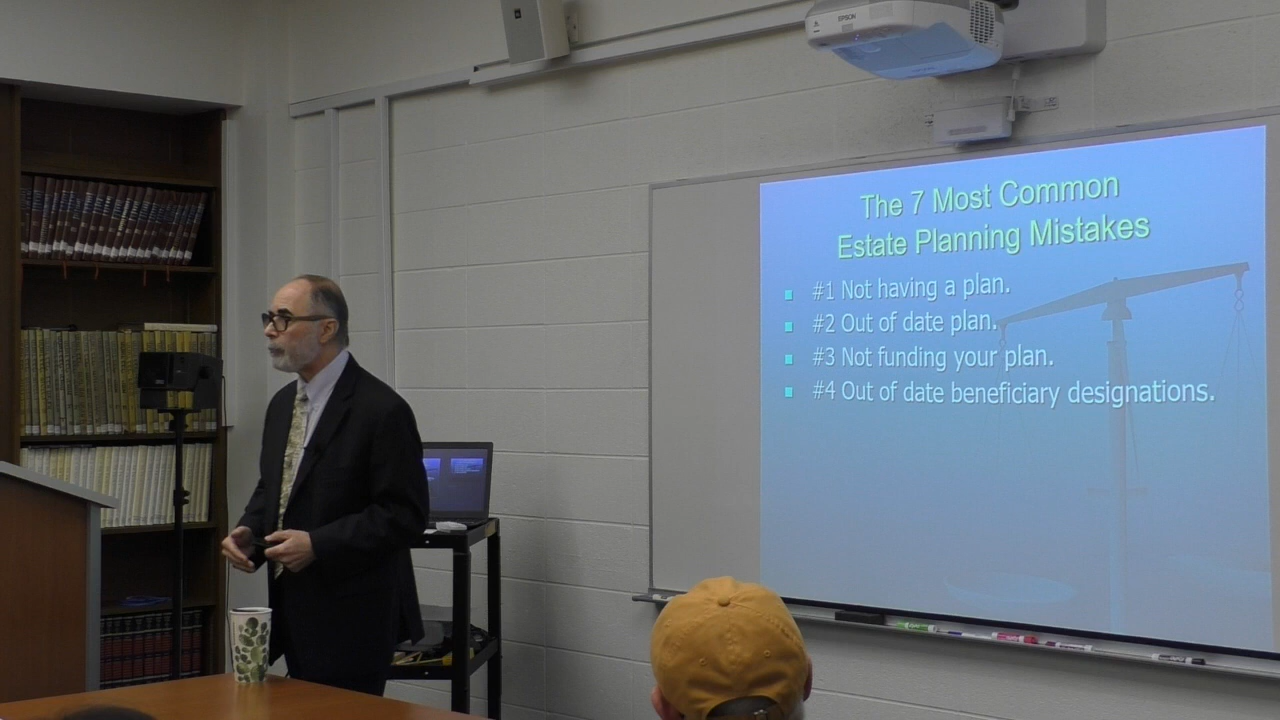 EPSON
The 7 Most Common
Estate Planning Mistakes
#1 Not having a plan.
#2 Out of date plan.
#3 Not funding your plan.
#4 Out of date beneficiary designations.